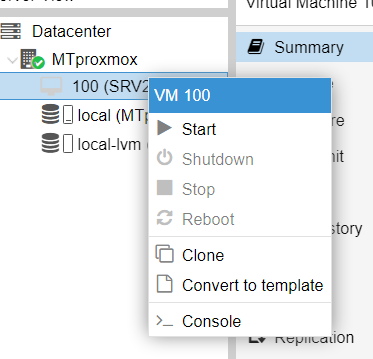 Virtual Machine
Datacenter
MTproxmox
Summary
100 (SRV2
VM 100
local (MTp
Start
local-lvm
Shutdown
Stop
Reboot
Clone
Convert to template
Console
Replication